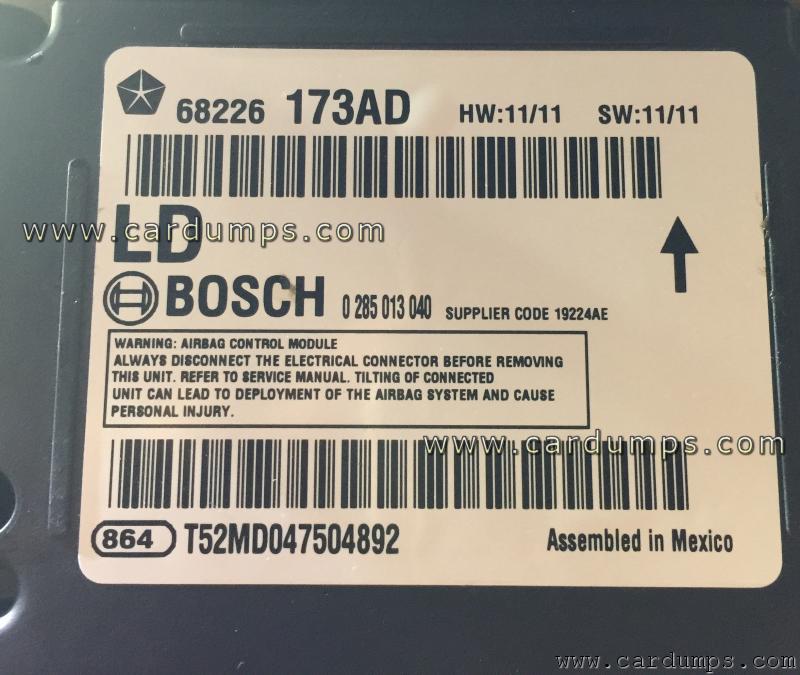 68226 173AD HW:11/11 SW:11/11
LD
www.cardumps.com
BOSCH 0 285 013 040 SUPPLIER CODE 19224AE
WARNING: AIRBAG CONTROL MODULE
ALWAYS DISCONNECT THE ELECTRICAL CONNECTOR BEFORE REMOVING
THIS UNIT. REFER TO SERVICE MANUAL. TILTING OF CONNECTED
UNIT CAN LEAD TO DEPLOYMENT OF THE AIRBAG SYSTEM AND CAUSE
PERSONAL INJURY.
www.cardumps.com
864 T52MD047504892 Assembled in Mexico
www.cardumps.com